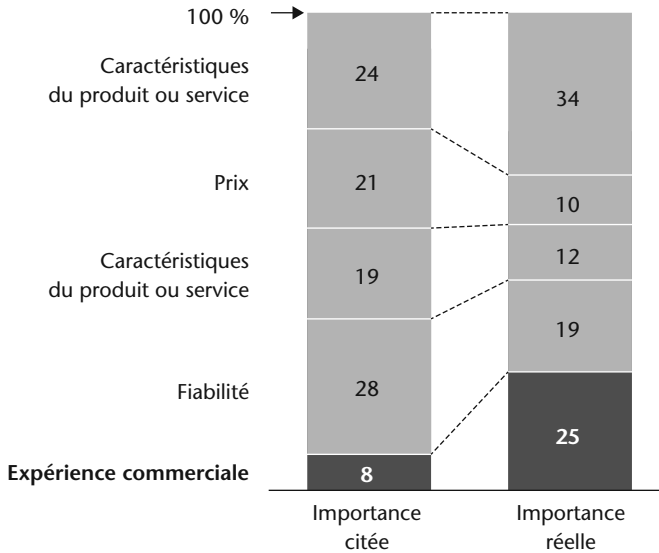 100 %
Caractéristiques
du produit ou service
24
34
Prix
21
10
Caractéristiques
du produit ou service
19
12
Fiabilité
28
19
Expérience commerciale
8
25
Importance
citée
Importance
réelle